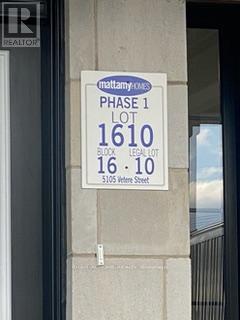 REALTOR®
mattamyHOMES
PHASE 1
LOT
1610
BLOCK LEGAL LOT
16 · 10
5105 Vetere Street